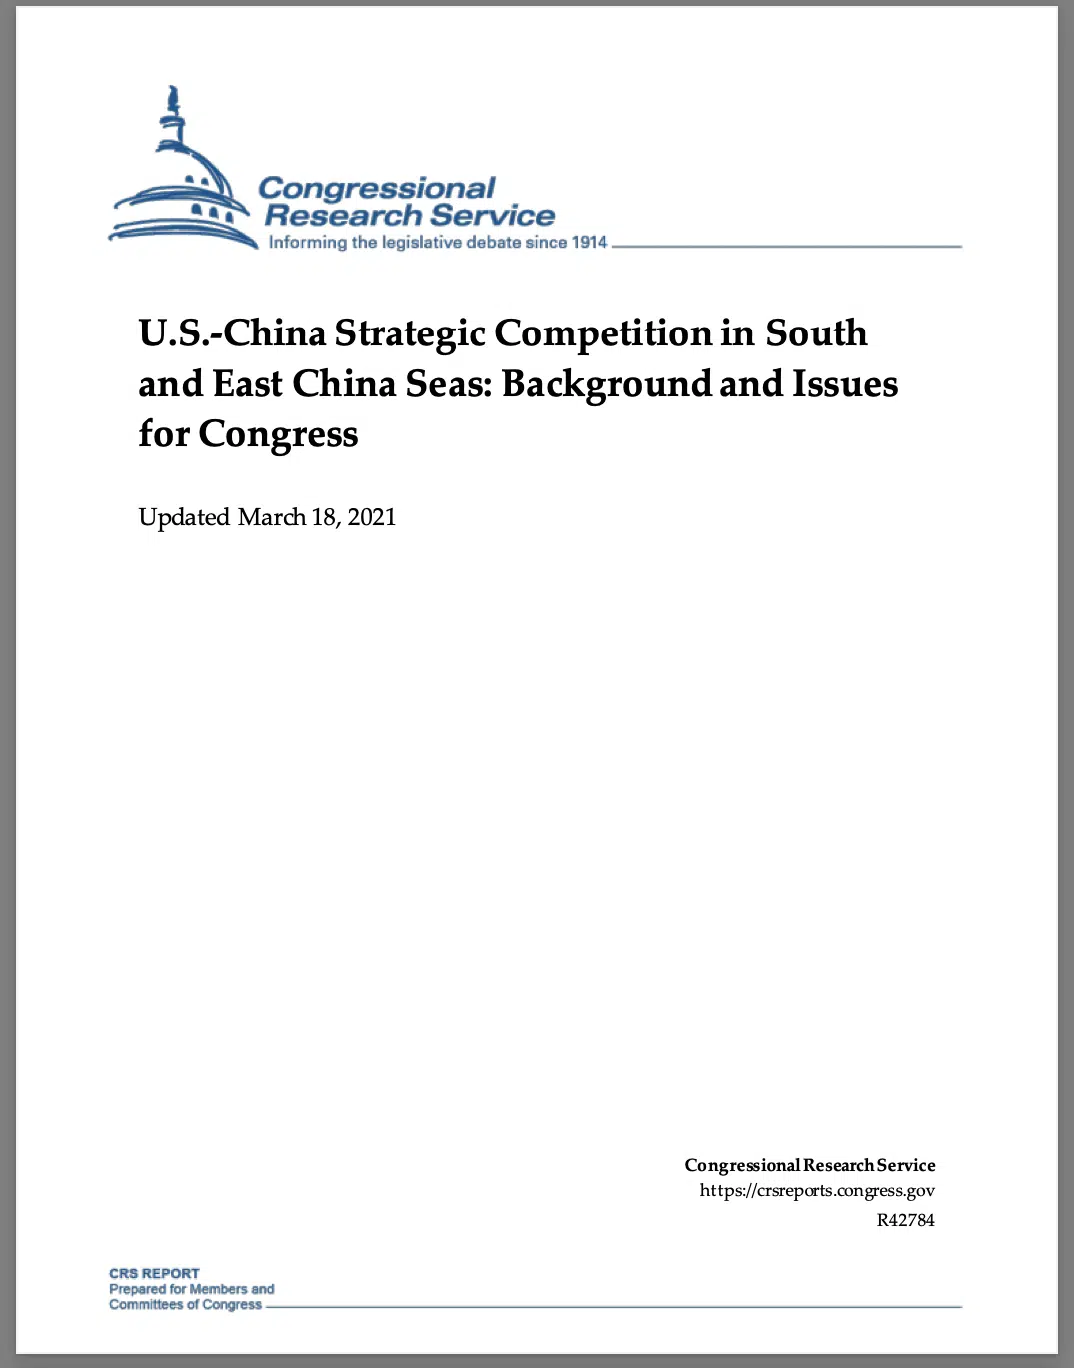 Congressional
Research Service
Informing the legislative debate since 1914
U.S.-China Strategic Competition in South
and East China Seas: Background and Issues
for Congress
Updated March 18, 2021
Congressional Research Service
https://crsreports.congress.gov
R42784
CRS REPORT
Prepared for Members and
Committees of Congress